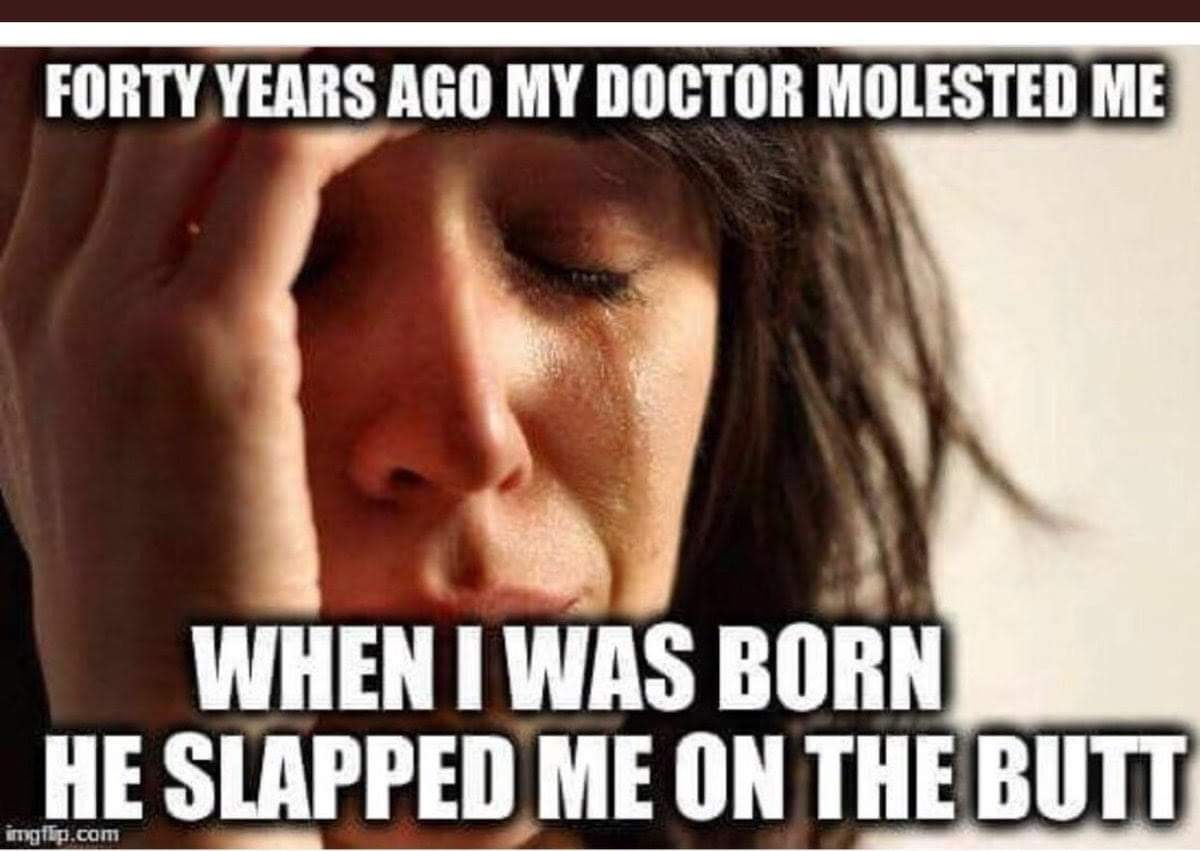 FORTY YEARS AGO MY DOCTOR MOLESTED ME
WHEN I WAS BORN
HE SLAPPED ME ON THE BUTT
imgflip.com